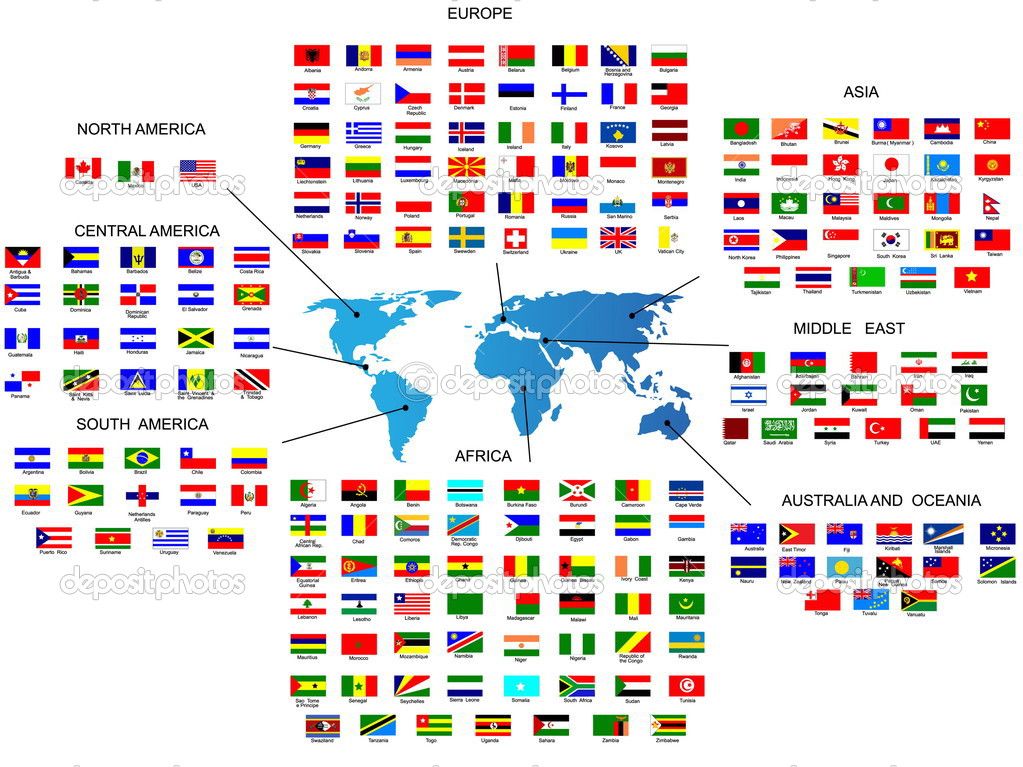 EUROPE
Albania Andorra Armenia Austria Belarus Belgium Bosnia and Herzegovina Bulgaria
Croatia Cyprus Czech Republic Denmark Estonia Finland France Georgia
Germany Greece Hungary Iceland Ireland Italy Kosovo Latvia
Liechtenstein Lithuania Luxembourg Macedonia Malta Moldova Monaco Montenegro
Netherlands Norway Poland Portugal Romania Russia San Marino Serbia
Slovakia Slovenia Spain Swewden Switzerland Ukraine UK Vatican City
NORTH AMERICA
Canada Mexico USA
CENTRAL AMERICA
Antigua & Barbuda Bahamas Barbados Belize Costa Rica
Cuba Dominica Dominican Republic El Salvador Grenada
Guatemala Haiti Honduras Jamaica Nicaragua
Panama Saint Kitts & Nevis Saint Lucia Saint Vincent & the Grenadines Trinidad & Tobago
SOUTH AMERICA
Argentina Bolivia Brazil Chile Colombia
Ecuador Guyana Netherlands Antilles Paraguay Peru
Puerto Rico Suriname Uruguay Venezuela
ASIA
Bangladesh Bhutan Brunei Burma ( Myanmar ) Cambodia China
India Indonesia Hong Kong Japan Kazakhstan Kyrgyzstan
Laos Macau Malaysia Maldives Mongolia Nepal
North Korea Philippines Singapore South Korea Sri Lanka Taiwan
Tajikistan Thailand Turkmenistan Uzbekistan Vietnam
MIDDLE EAST
Afghanistan Azerbaijan Bahrain Iran Iraq
Israel Jordan Kuwait Oman Pakistan
Qatar Saudi Arabia Syria Turkey UAE Yemen
AFRICA
Algeria Angola Benin Botswana Burkina Faso Burundi Cameroon Cape Verde
Central African Rep. Chad Comoros Democratic Rep. Congo Djibouti Egypt Gabon Gambia
Equatorial Guinea Eritrea Ethiopia Ghana Guinea Guinea Bissau Ivory Coast Kenya
Lebanon Lesotho Liberia Libya Madagascar Malawi Mali Mauritania
Mauritius Morocco Mozambique Namibia Niger Nigeria Republic of the Congo Rwanda
Sao Tome e Principe Senegal Seychelles Sierra Leone Somalia South Africa Sudan Tunisia
Swaziland Tanzania Togo Uganda Sahara Zambia Zimbabwe
AUSTRALIA AND OCEANIA
Australia East Timor Fiji Kiribati Marshall Islands Micronesia
Nauru New Zealand Palau Papua New Guinea Samoa Solomon Islands
Tonga Tuvalu Vanuatu
depositphotos
depositphotos
depositphotos
depositphotos
depositphotos
depositphotos
depositphotos